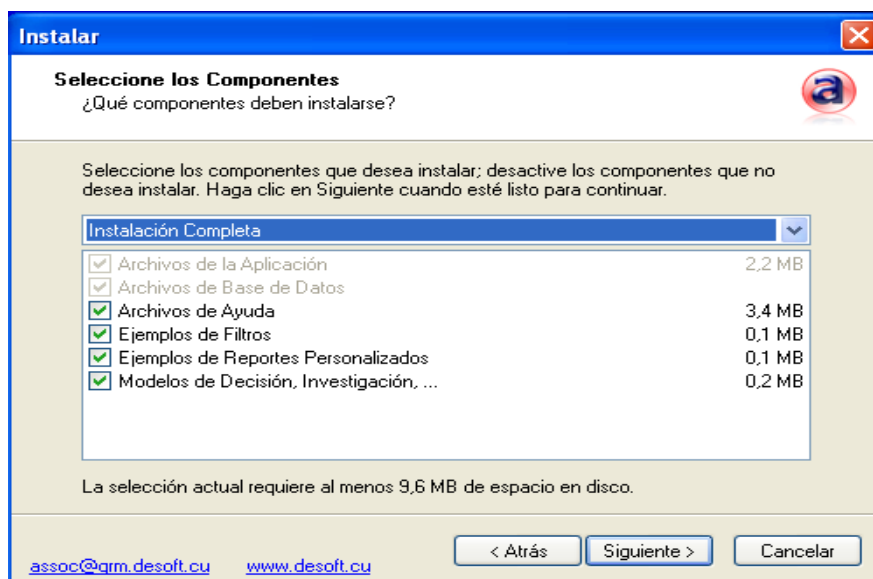 Instalar
Seleccione los Componentes
¿Qué componentes deben instalarse?
a
Seleccione los componentes que desea instalar; desactive los componentes que no
desea instalar. Haga clic en Siguiente cuando esté listo para continuar.
Instalación Completa
Archivos de la Aplicación 2,2 MB
Archivos de Base de Datos
Archivos de Ayuda 3,4 MB
Ejemplos de Filtros 0,1 MB
Ejemplos de Reportes Personalizados 0,1 MB
Modelos de Decisión, Investigación, ... 0,2 MB
La selección actual requiere al menos 9,6 MB de espacio en disco.
< Atrás Siguiente > Cancelar
assoc@grm.desoft.cu www.desoft.cu